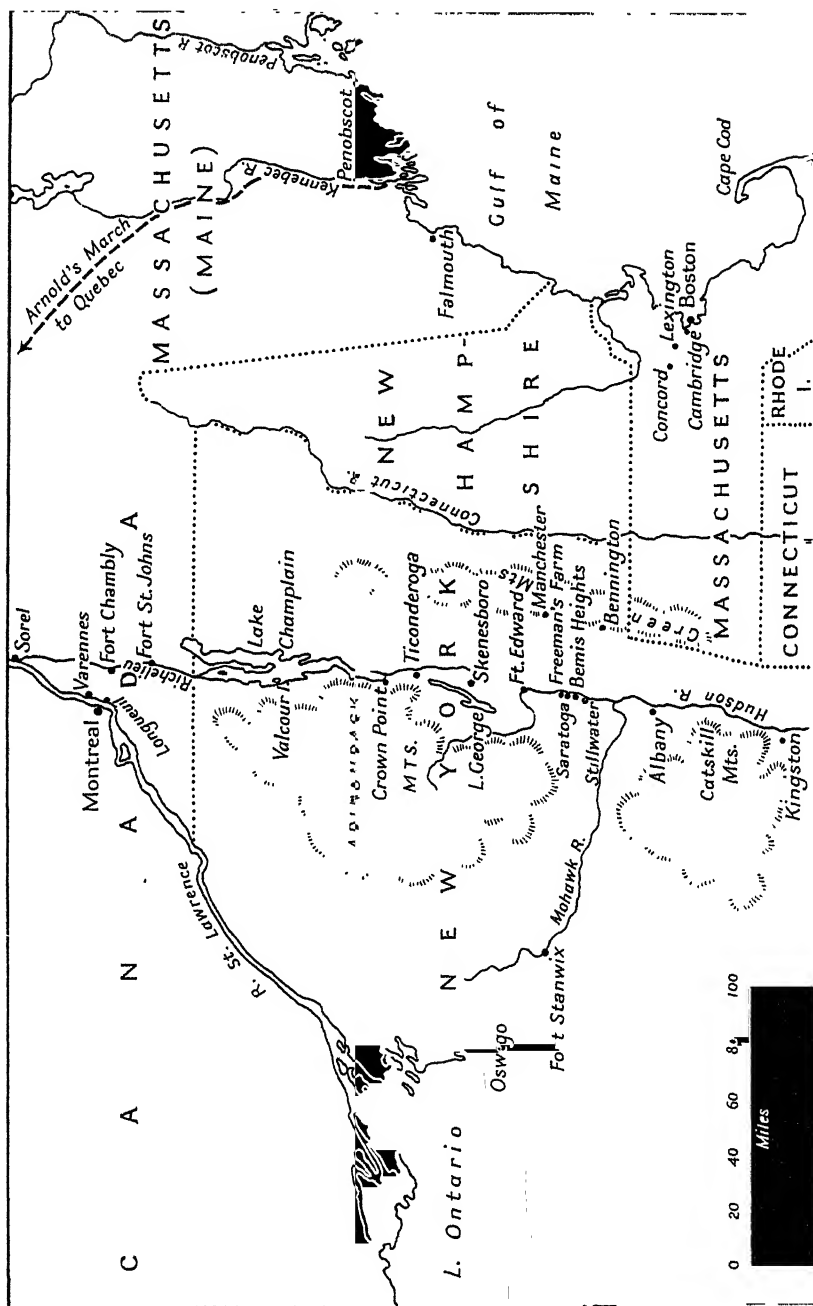 CANADA
MASSACHUSETTS
(MAINE)
Arnold's March
to Quebec
Penobscot R.
Kennebec R.
Penobscot
Gulf of
Maine
Falmouth
Cape Cod
Sorel
Varennes
Montreal
Longueuil
Fort Chambly
Fort St. Johns
Richelieu
R. St. Lawrence
Lake
Champlain
Valcour I.
Crown Point
Ticonderoga
ADIRONDACK
MTS.
NEW YORK
L. George
Skenesboro
Ft. Edward
Saratoga
Freeman's Farm
Bemis Heights
Stillwater
Manchester
Bennington
Green Mts
Connecticut R.
NEW
HAMP-
SHIRE
L. Ontario
Oswego
Fort Stanwix
Mohawk R.
Albany
Hudson R.
Catskill
Mts.
Kingston
Concord
Lexington
Cambridge
Boston
MASSACHUSETTS
CONNECTICUT
RHODE
I.
0 20 40 60 8 100
Miles